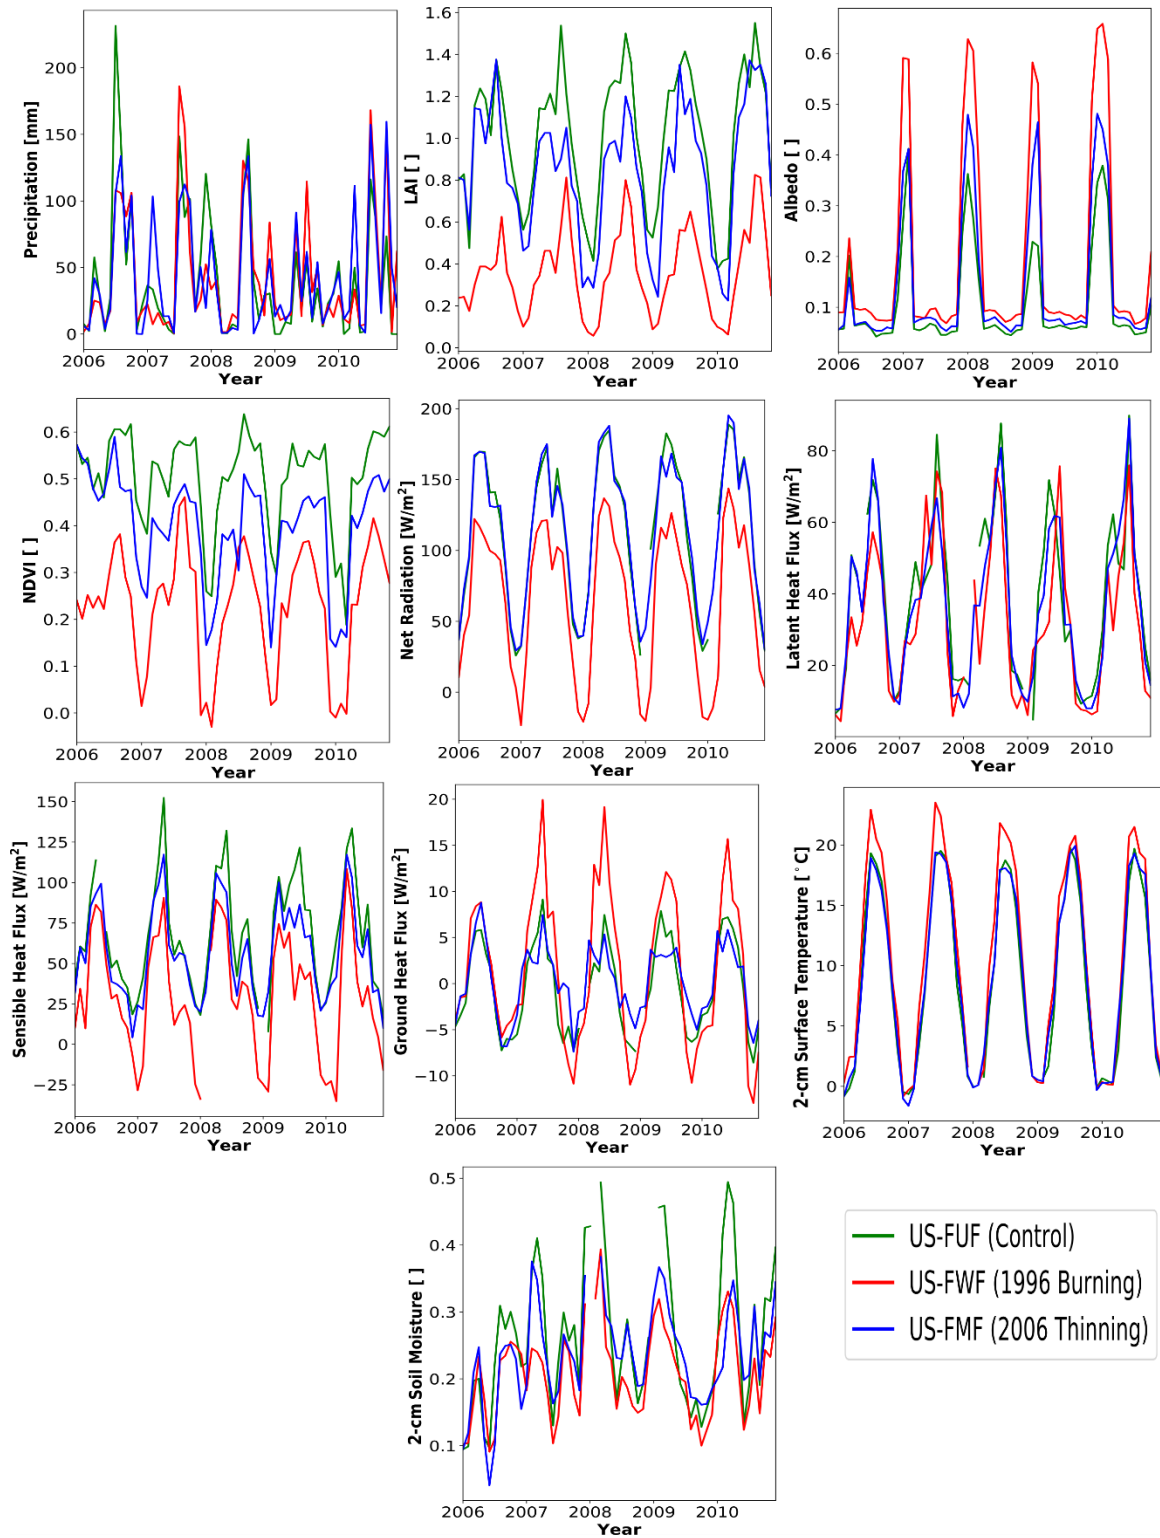 Precipitation [mm]
200
150
100
50
0
2006 2007 2008 2009 2010
Year
LAI [ ]
1.6
1.4
1.2
1.0
0.8
0.6
0.4
0.2
0.0
2006 2007 2008 2009 2010
Year
Albedo [ ]
0.6
0.5
0.4
0.3
0.2
0.1
2006 2007 2008 2009 2010
Year
NDVI [ ]
0.6
0.5
0.4
0.3
0.2
0.1
0.0
2006 2007 2008 2009 2010
Year
Net Radiation [W/m²]
200
150
100
50
0
2006 2007 2008 2009 2010
Year
Latent Heat Flux [W/m²]
80
60
40
20
2006 2007 2008 2009 2010
Year
Sensible Heat Flux [W/m²]
150
125
100
75
50
25
0
−25
2006 2007 2008 2009 2010
Year
Ground Heat Flux [W/m²]
20
15
10
5
0
−5
−10
2006 2007 2008 2009 2010
Year
2-cm Surface Temperature [°C]
20
15
10
5
0
2006 2007 2008 2009 2010
Year
2-cm Soil Moisture [ ]
0.5
0.4
0.3
0.2
0.1
2006 2007 2008 2009 2010
Year
US-FUF (Control)
US-FWF (1996 Burning)
US-FMF (2006 Thinning)